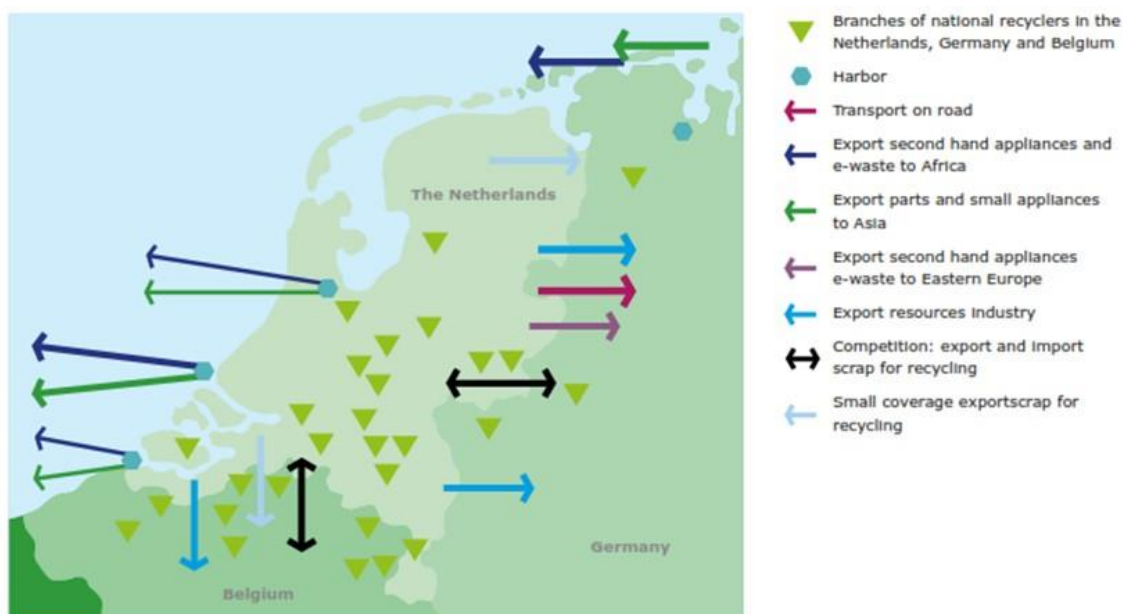 The Netherlands
Germany
Belgium
Branches of national recyclers in the
Netherlands, Germany and Belgium
Harbor
Transport on road
Export second hand appliances and
e-waste to Africa
Export parts and small appliances
to Asia
Export second hand appliances
e-waste to Eastern Europe
Export resources Industry
Competition: export and import
scrap for recycling
Small coverage exportscrap for
recycling